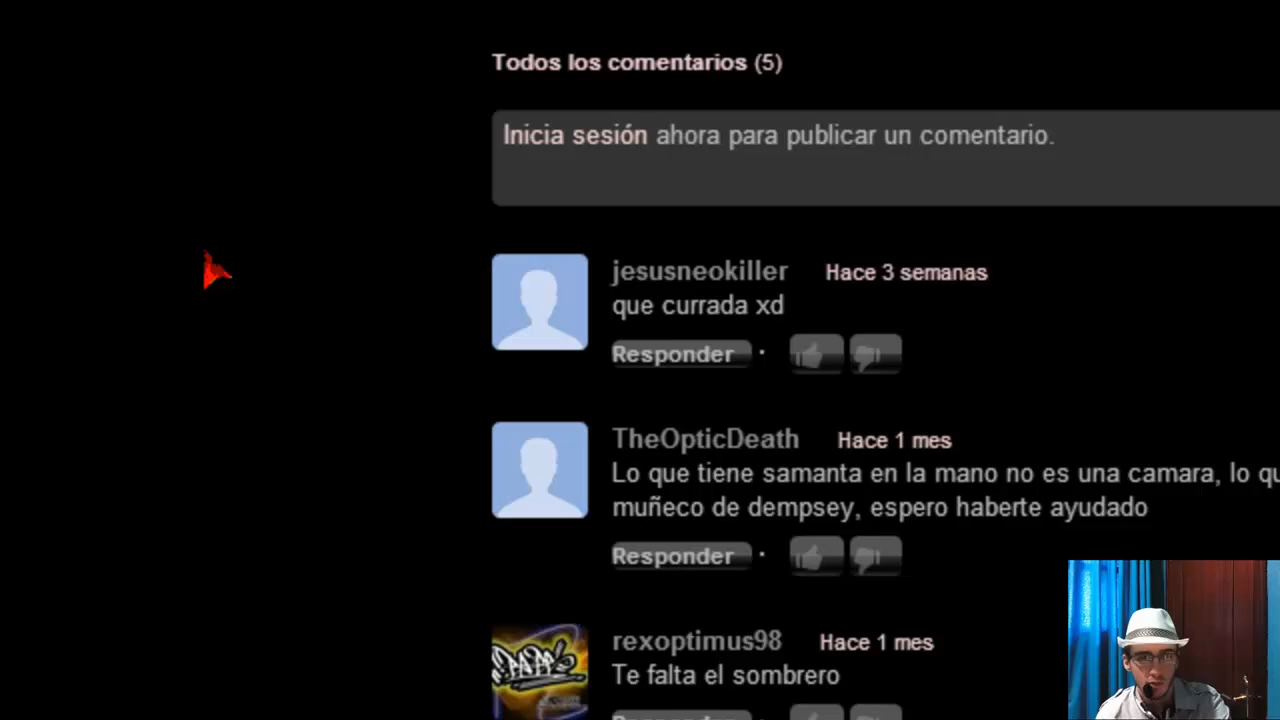 Todos los comentarios (5)
Inicia sesión ahora para publicar un comentario.
jesusneokiller Hace 3 semanas
que currada xd
Responder ·
TheOpticDeath Hace 1 mes
Lo que tiene samanta en la mano no es una camara, lo
muñeco de dempsey, espero haberte ayudado
Responder ·
rexoptimus98 Hace 1 mes
Te falta el sombrero
Responder